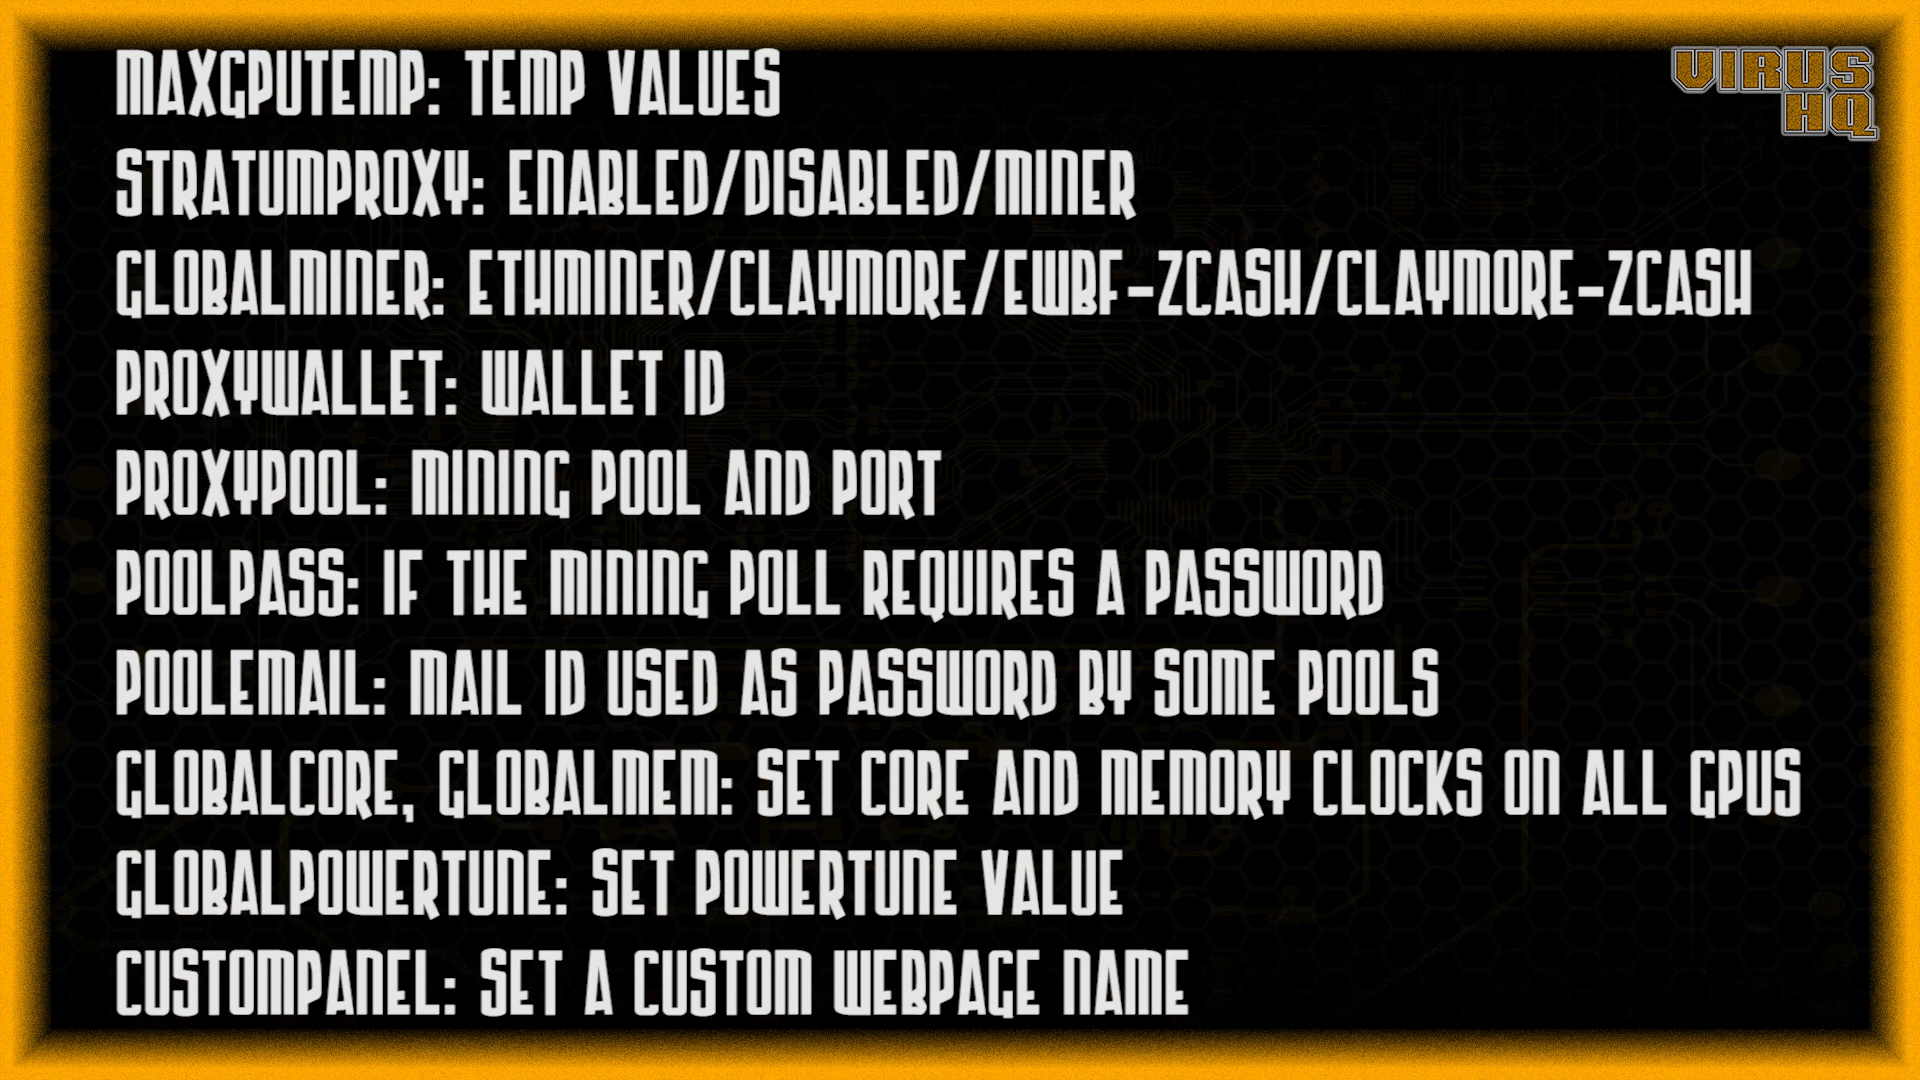 MAXGPUTEMP: TEMP VALUES
VIRUS
HQ
STRATUMPROXY: ENABLED/DISABLED/MINER
GLOBALMINER: ETHMINER/CLAYMORE/EWBF-ZCASH/CLAYMORE-ZCASH
PROXYWALLET: WALLET ID
PROXYPOOL: MINING POOL AND PORT
POOLPASS: IF THE MINING POLL REQUIRES A PASSWORD
POOLEMAIL: MAIL ID USED AS PASSWORD BY SOME POOLS
GLOBALCORE, GLOBALMEM: SET CORE AND MEMORY CLOCKS ON ALL GPUS
GLOBALPOWERTUNE: SET POWERTUNE VALUE
CUSTOMPANEL: SET A CUSTOM WEBPAGE NAME